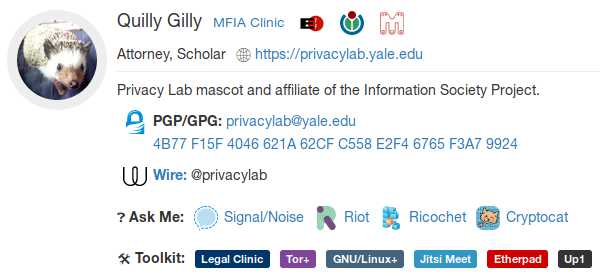 Quilly Gilly MFIA Clinic
Attorney, Scholar https://privacylab.yale.edu
Privacy Lab mascot and affiliate of the Information Society Project.
PGP/GPG: privacylab@yale.edu
4B77 F15F 4046 621A 62CF C558 E2F4 6765 F3A7 9924
Wire: @privacylab
? Ask Me: Signal/Noise Riot Ricochet Cryptocat
Toolkit: Legal Clinic Tor+ GNU/Linux+ Jitsi Meet Etherpad Up1